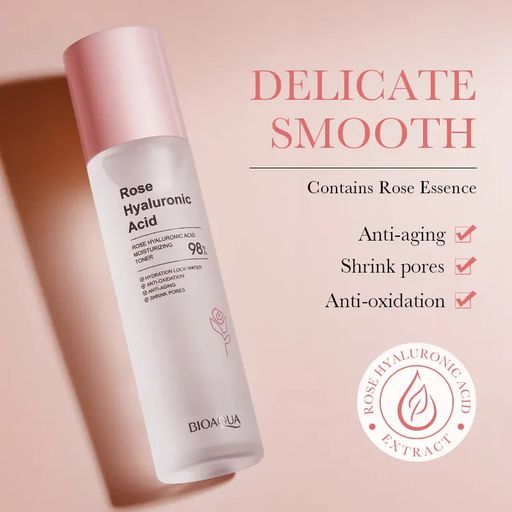 DELICATE
SMOOTH
Contains Rose Essence
Anti-aging
Shrink pores
Anti-oxidation
Rose
Hyaluronic
Acid
ROSE HYALURONIC ACID
MOISTURIZING
TONER
98%
HYDRATION LOCK WATER
ANTI-OXIDATION
ANTI-AGING
SHRINK PORES
BIOAQUA
ROSE HYALURONIC ACID
EXTRACT